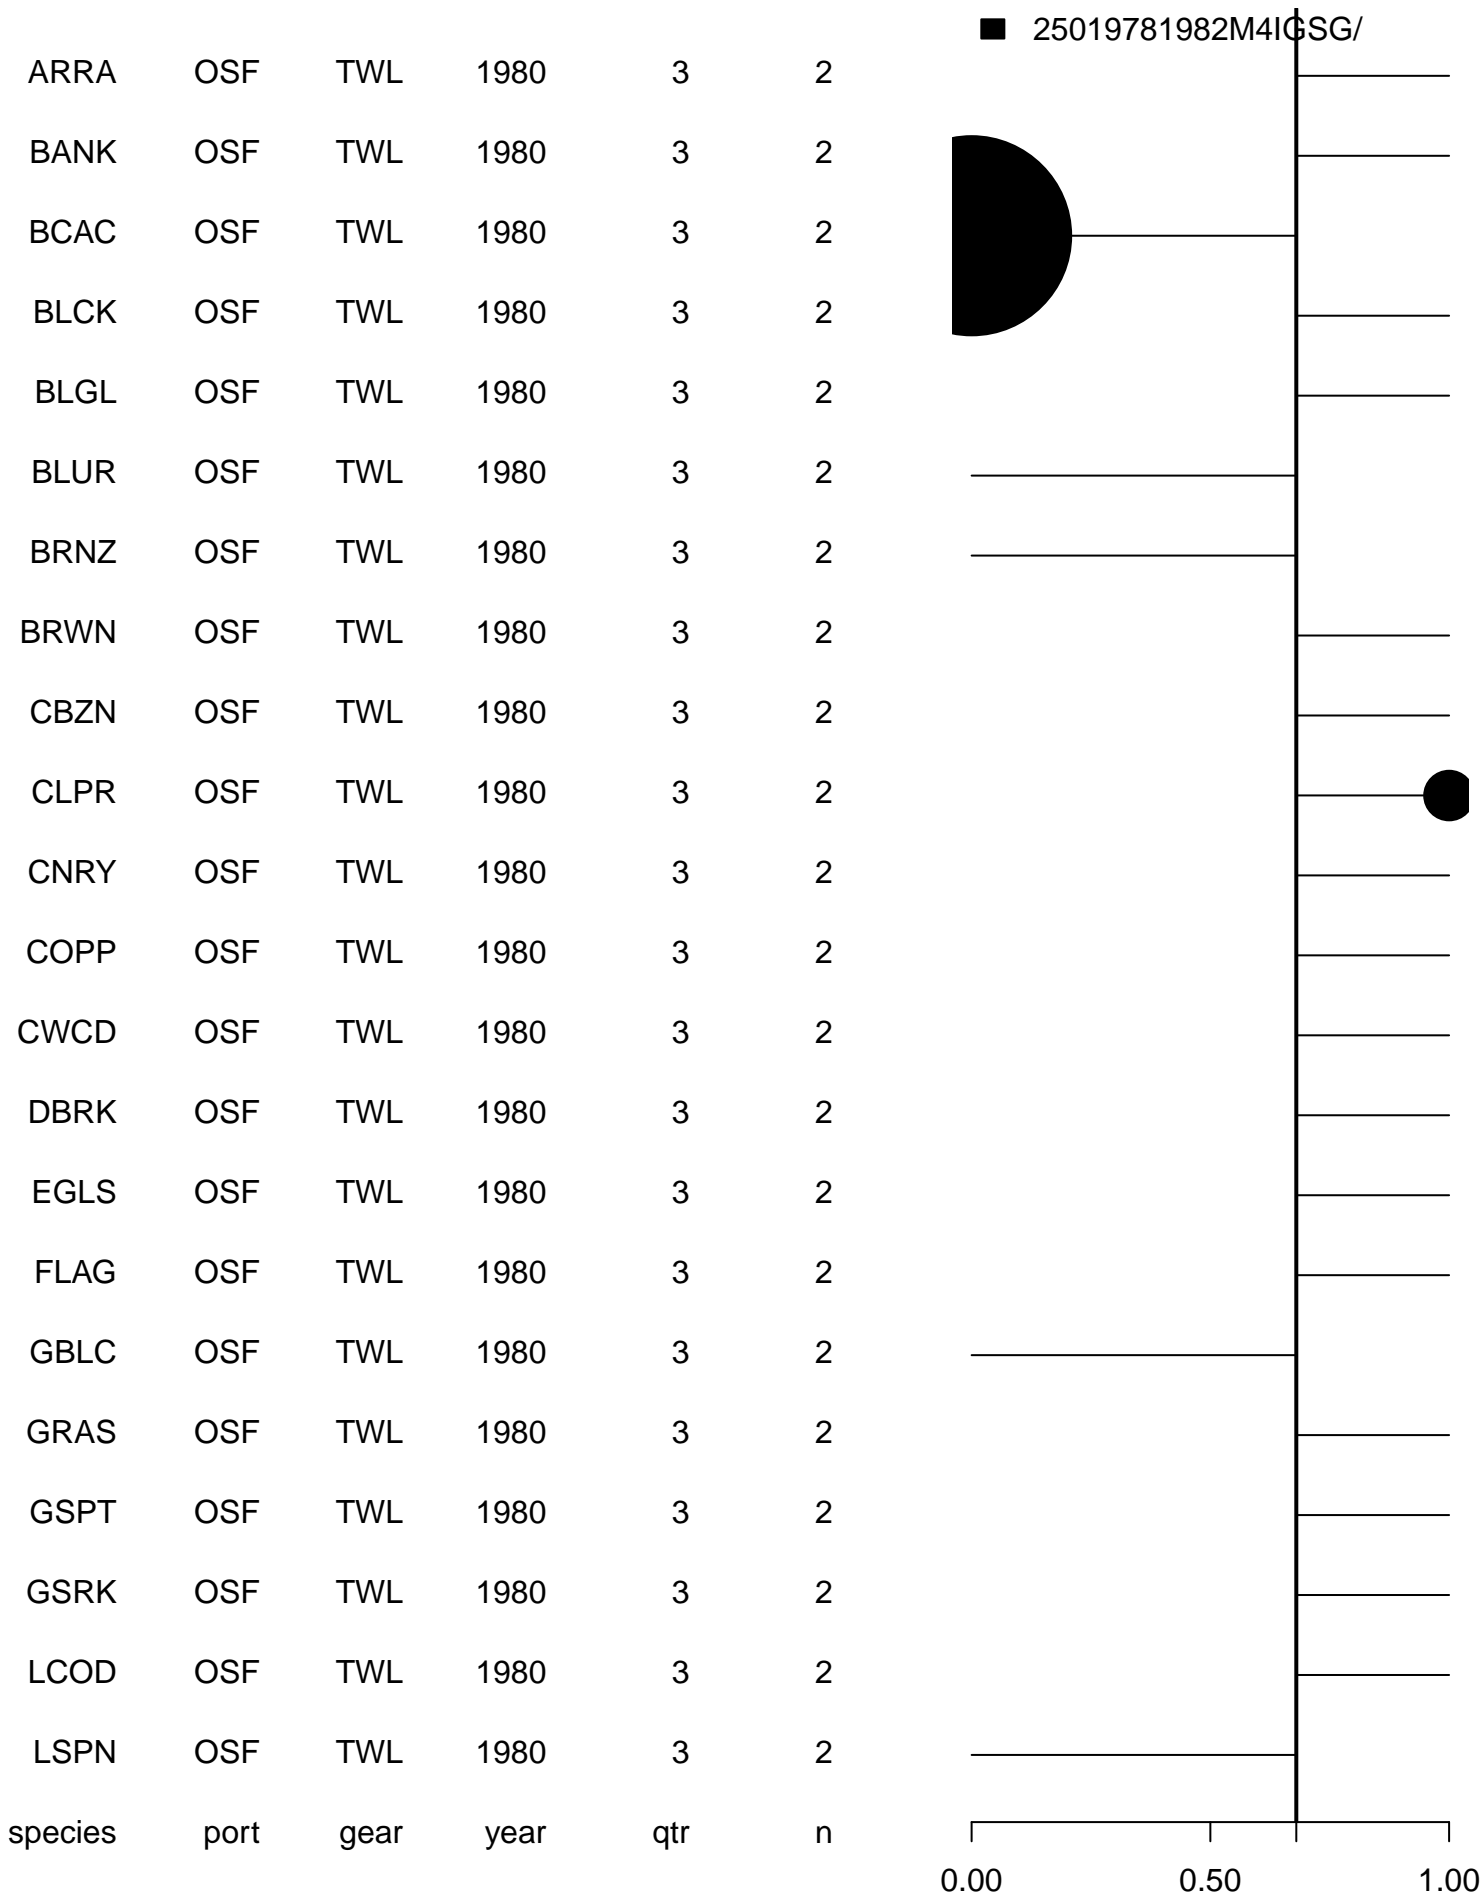 25019781982M4IGSG/
ARRA OSF TWL 1980 3 2
BANK OSF TWL 1980 3 2
BCAC OSF TWL 1980 3 2
BLCK OSF TWL 1980 3 2
BLGL OSF TWL 1980 3 2
BLUR OSF TWL 1980 3 2
BRNZ OSF TWL 1980 3 2
BRWN OSF TWL 1980 3 2
CBZN OSF TWL 1980 3 2
CLPR OSF TWL 1980 3 2
CNRY OSF TWL 1980 3 2
COPP OSF TWL 1980 3 2
CWCD OSF TWL 1980 3 2
DBRK OSF TWL 1980 3 2
EGLS OSF TWL 1980 3 2
FLAG OSF TWL 1980 3 2
GBLC OSF TWL 1980 3 2
GRAS OSF TWL 1980 3 2
GSPT OSF TWL 1980 3 2
GSRK OSF TWL 1980 3 2
LCOD OSF TWL 1980 3 2
LSPN OSF TWL 1980 3 2
species port gear year qtr n
0.00 0.50 1.00